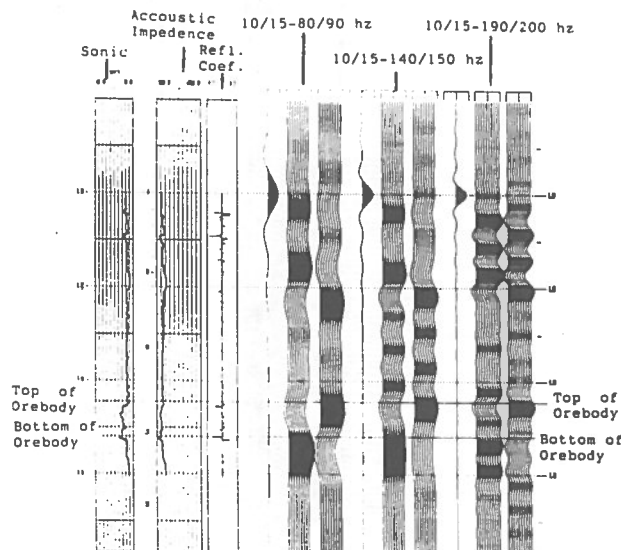 Accoustic
Impedence
Sonic
Refl.
Coef.
10/15-80/90 hz
10/15-140/150 hz
10/15-190/200 hz
Top of
Orebody
Bottom of
Orebody
Top of
Orebody
Bottom of
Orebody